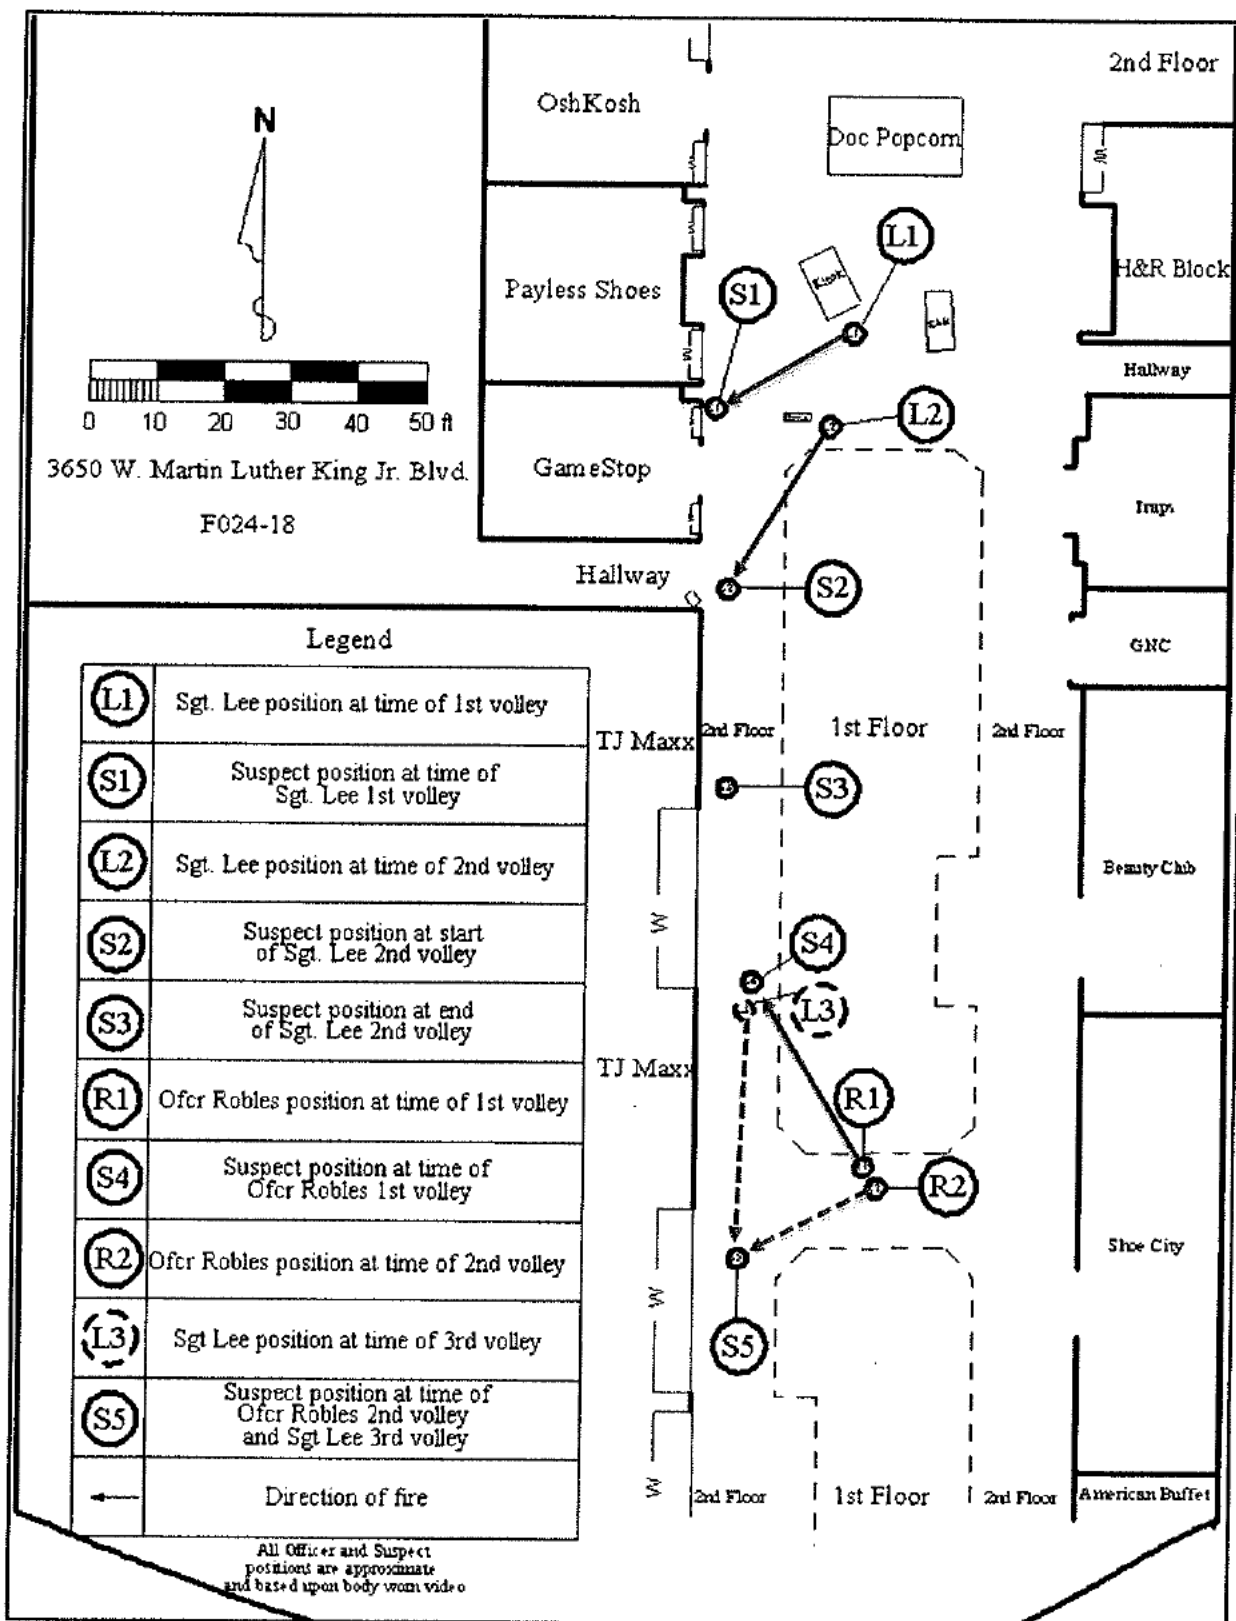 2nd Floor
OshKosh
Doc Popcorn
N
W
W
L1
W
Payless Shoes
S1
Kiosk
H&R Block
W
Hallway
0 10 20 30 40 50 ft
L2
3650 W. Martin Luther King Jr. Blvd.
GameStop
F024-18
Hallway
S2
GNC
Legend
L1 Sgt. Lee position at time of 1st volley
TJ Maxx
2nd Floor
1st Floor
2nd Floor
S1 Suspect position at time of
Sgt. Lee 1st volley
S3
L2 Sgt. Lee position at time of 2nd volley
Beauty Club
W
S2 Suspect position at start
of Sgt. Lee 2nd volley
S4
S3 Suspect position at end
of Sgt. Lee 2nd volley
L3
TJ Maxx
R1 Ofcr Robles position at time of 1st volley
R1
S4 Suspect position at time of
Ofcr Robles 1st volley
R2
R2 Ofcr Robles position at time of 2nd volley
Shoe City
W
L3 Sgt Lee position at time of 3rd volley
S5
S5 Suspect position at time of
Ofcr Robles 2nd volley
and Sgt Lee 3rd volley
W
Direction of fire
2nd Floor
1st Floor
2nd Floor
American Buffet
All Officer and Suspect
positions are approximate
and based upon body worn video